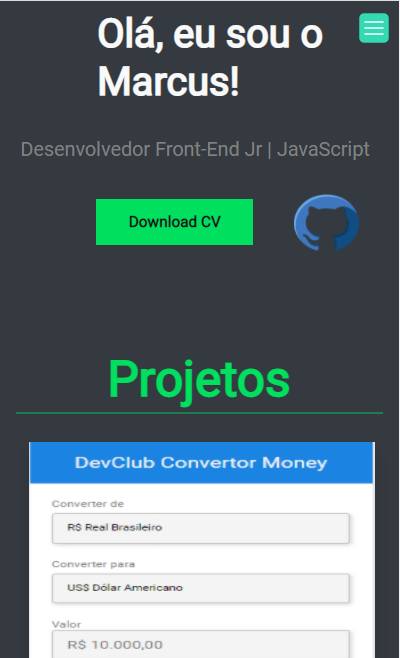 Olá, eu sou o
Marcus!
Desenvolvedor Front-End Jr | JavaScript
Download CV
Projetos
DevClub Convertor Money
Converter de
R$ Real Brasileiro
Converter para
US$ Dólar Americano
Valor
R$ 10.000,00